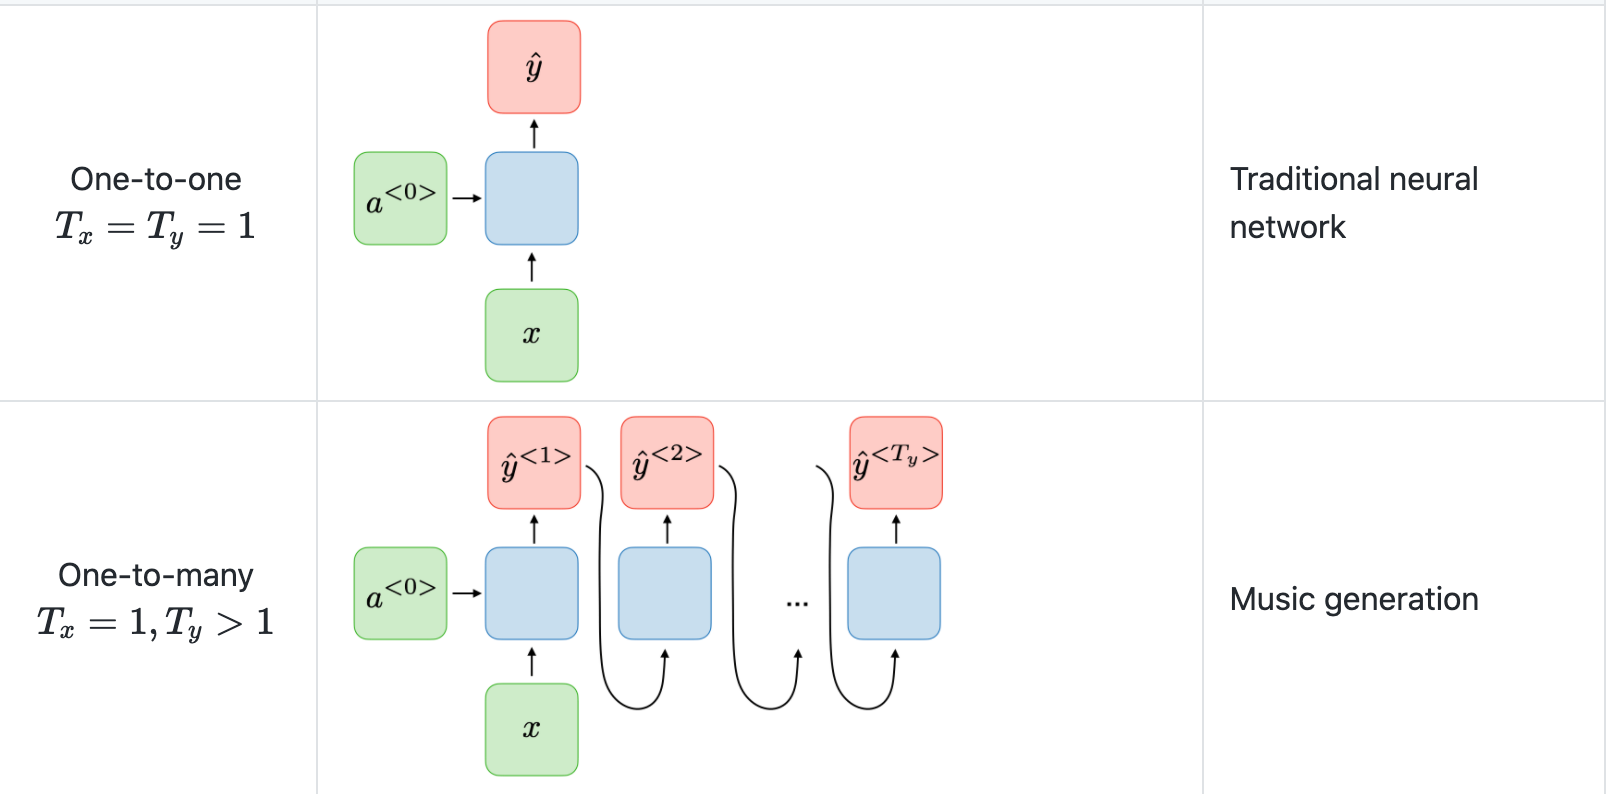 ŷ
a<0>
One-to-one
Tx = Ty = 1
x
Traditional neural
network
ŷ<1> ŷ<2> ŷ<Ty>
a<0>
...
One-to-many
Tx = 1, Ty > 1
x
Music generation